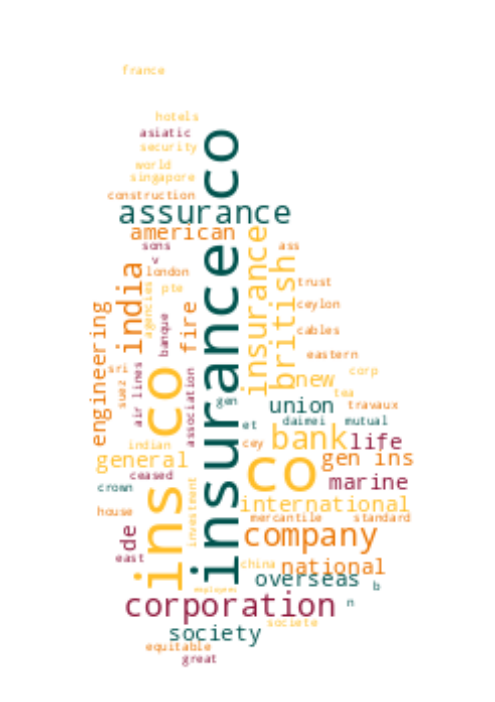 france
hotels
asiatic
security
world
singapore
construction
assurance
american
sons
v
london
pte
india
agencies
banque
fire
insurance co
insurance
british
ass
trust
ceylon
cables
eastern
corp
new
tea
engineering
sri
suez
air lines
association
ins co
gen
union
travaux
daimei
mutual
et
cey
bank
life
co
gen ins
marine
indian
general
ceased
crown
investment
international
mercantile
standard
house
de
east
company
china
national
overseas
b
employees
corporation
n
societe
society
equitable
great